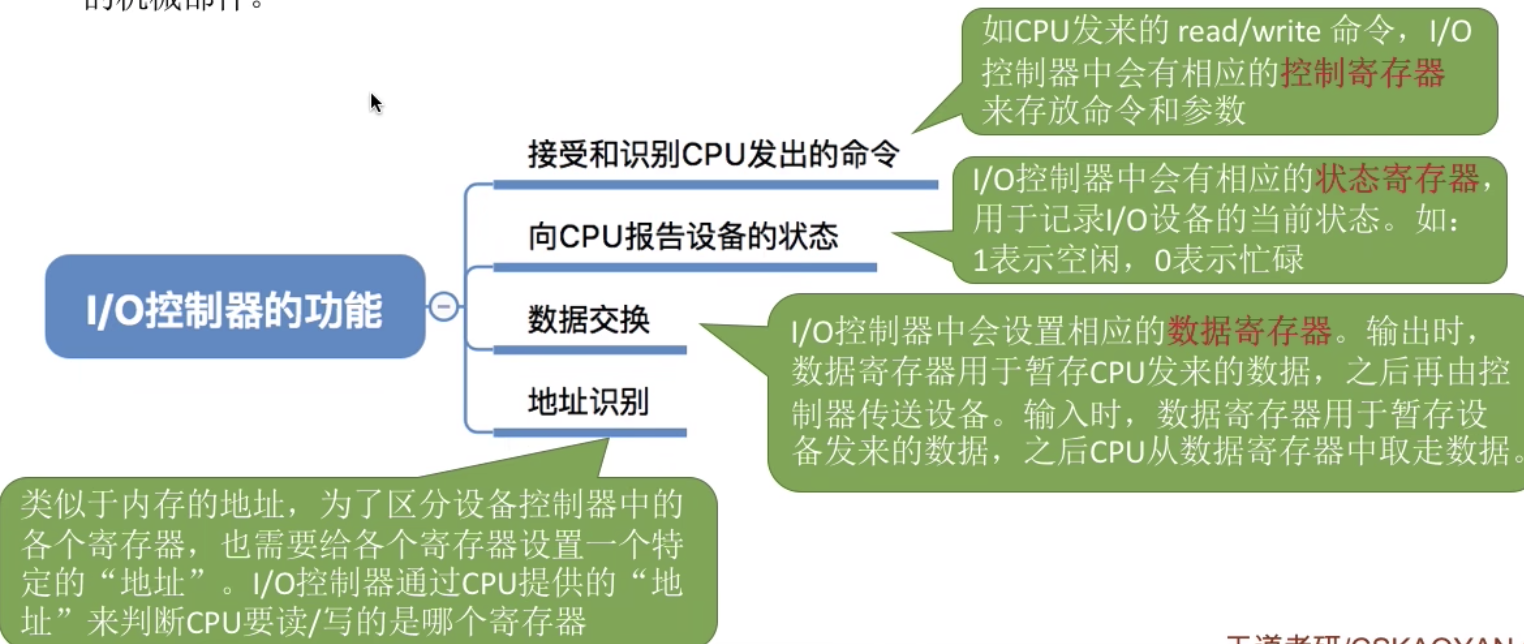 的机械部件。
如CPU发来的 read/write 命令，I/O
控制器中会有相应的控制寄存器
来存放命令和参数
接受和识别CPU发出的命令
I/O控制器中会有相应的状态寄存器，
用于记录I/O设备的当前状态。如：
1表示空闲，0表示忙碌
向CPU报告设备的状态
I/O控制器的功能
数据交换
I/O控制器中会设置相应的数据寄存器。输出时，
数据寄存器用于暂存CPU发来的数据，之后再由控
制器传送设备。输入时，数据寄存器用于暂存设
备发来的数据，之后CPU从数据寄存器中取走数据。
地址识别
类似于内存的地址，为了区分设备控制器中的
各个寄存器，也需要给各个寄存器设置一个特
定的“地址”。I/O控制器通过CPU提供的“地
址”来判断CPU要读/写的是哪个寄存器
王道考研/CSKAOYAN